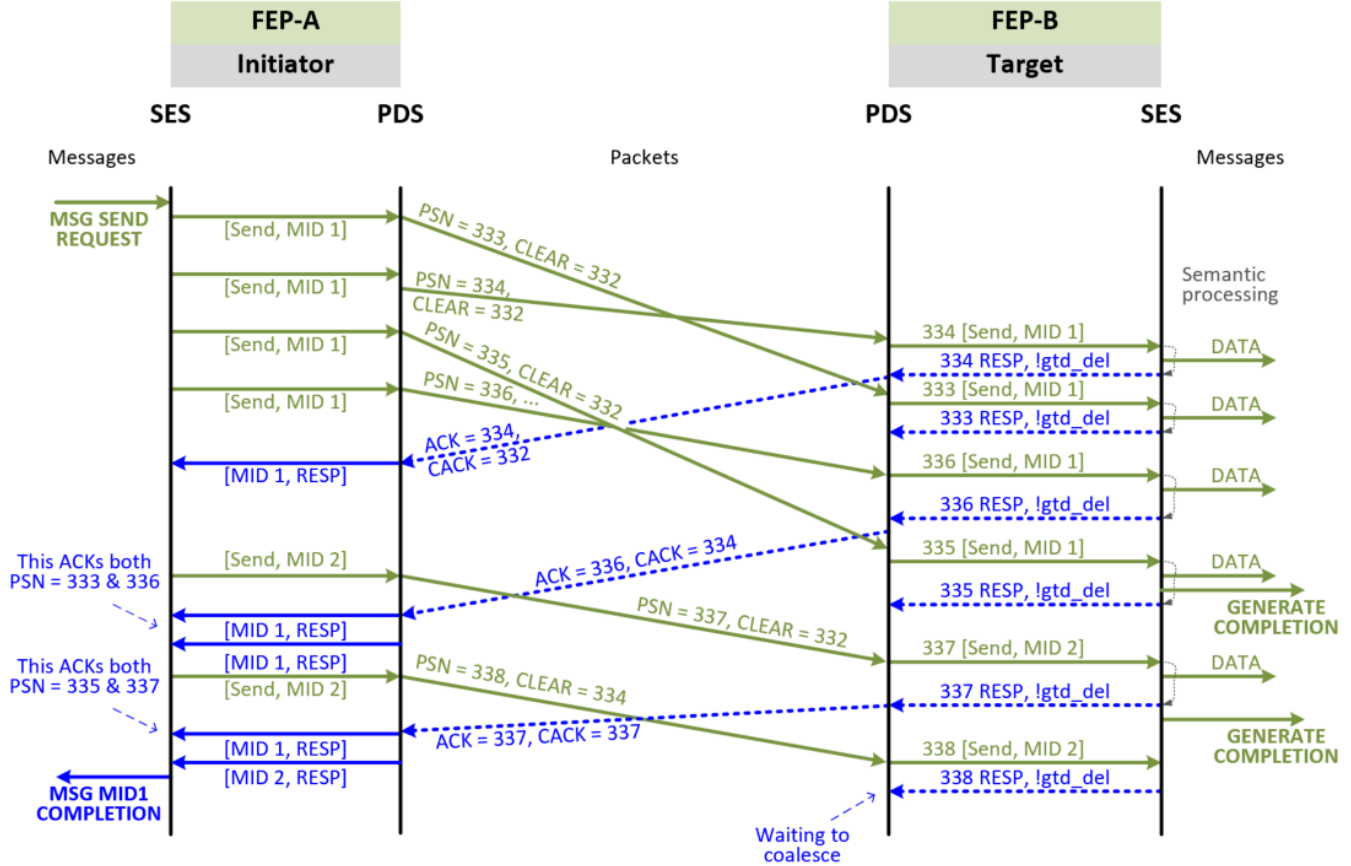 FEP-A
FEP-B
Initiator
Target
SES
PDS
PDS
SES
Messages
Packets
Messages
MSG SEND
REQUEST
[Send, MID 1]
PSN = 333, CLEAR = 332
[Send, MID 1]
PSN = 334,
CLEAR = 332
Semantic
processing
[Send, MID 1]
PSN = 335, CLEAR = 332
334 [Send, MID 1]
DATA
334 RESP, !gtd_del
[Send, MID 1]
PSN = 336, ...
333 [Send, MID 1]
DATA
333 RESP, !gtd_del
ACK = 334,
CACK = 332
[MID 1, RESP]
336 [Send, MID 1]
DATA
336 RESP, !gtd_del
This ACKs both
PSN = 333 & 336
[Send, MID 2]
ACK = 336, CACK = 334
335 [Send, MID 1]
DATA
335 RESP, !gtd_del
GENERATE
COMPLETION
[MID 1, RESP]
PSN = 337, CLEAR = 332
[MID 1, RESP]
337 [Send, MID 2]
DATA
This ACKs both
PSN = 335 & 337
[Send, MID 2]
PSN = 338, CLEAR = 334
337 RESP, !gtd_del
GENERATE
COMPLETION
ACK = 337, CACK = 337
[MID 1, RESP]
338 [Send, MID 2]
[MID 2, RESP]
338 RESP, !gtd_del
MSG MID1
COMPLETION
Waiting to
coalesce